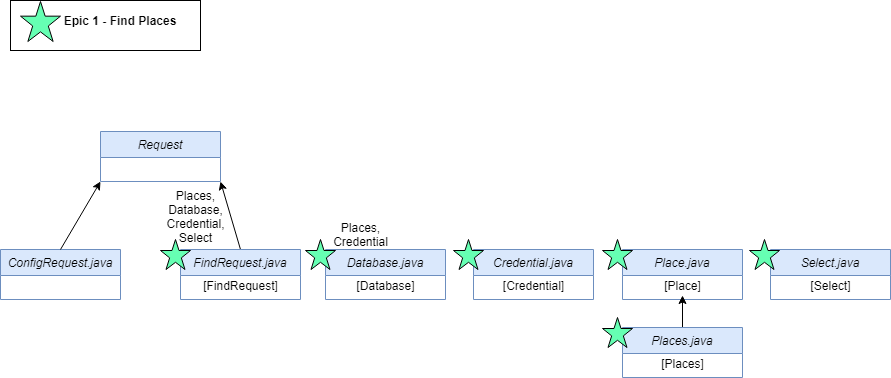 Epic 1 - Find Places
Request
Places,
Database,
Credential,
Select
Places,
Credential
ConfigRequest.java
FindRequest.java
[FindRequest]
Database.java
[Database]
Credential.java
[Credential]
Place.java
[Place]
Select.java
[Select]
Places.java
[Places]